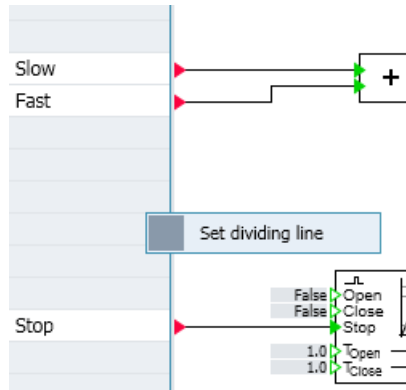 Slow
Fast
+
Set dividing line
Stop
False Open
False Close
Stop
1.0 TOpen
1.0 TClose